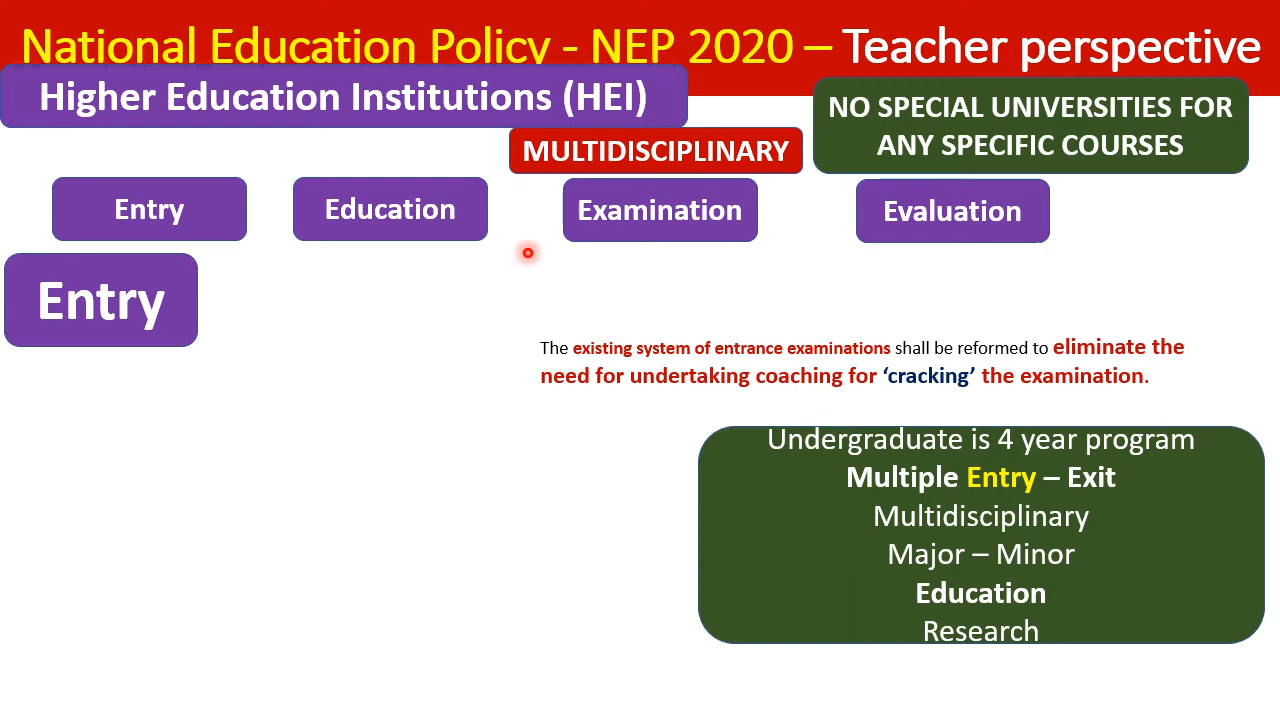 National Education Policy - NEP 2020 – Teacher perspective
Higher Education Institutions (HEI)
NO SPECIAL UNIVERSITIES FOR
ANY SPECIFIC COURSES
MULTIDISCIPLINARY
Entry
Education
Examination
Evaluation
Entry
The existing system of entrance examinations shall be reformed to eliminate the
need for undertaking coaching for ‘cracking’ the examination.
Undergraduate is 4 year program
Multiple Entry – Exit
Multidisciplinary
Major – Minor
Education
Research